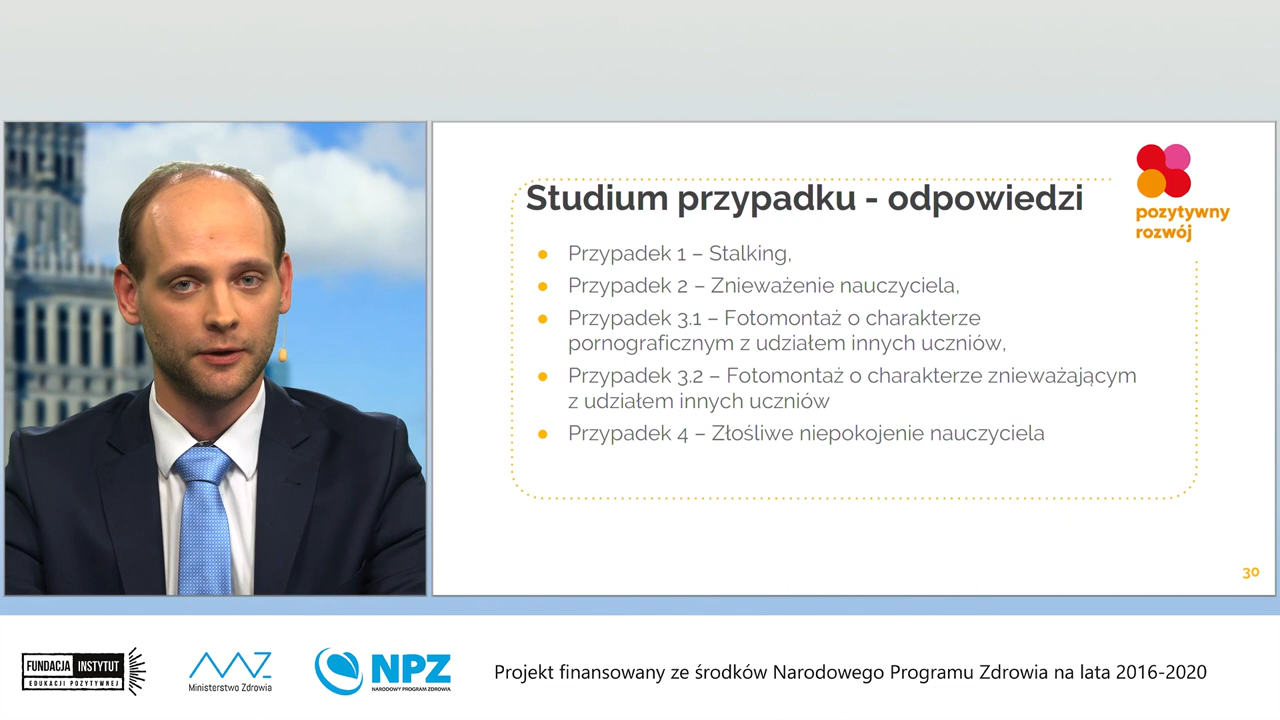 Studium przypadku - odpowiedzi
pozytywny
rozwój
● Przypadek 1 – Stalking,
● Przypadek 2 – Znieważenie nauczyciela,
● Przypadek 3.1 – Fotomontaż o charakterze
pornograficznym z udziałem innych uczniów,
● Przypadek 3.2 – Fotomontaż o charakterze znieważającym
z udziałem innych uczniów
● Przypadek 4 – Złośliwe niepokojenie nauczyciela
30
FUNDACJA INSTYTUT
EDUKACJI POZYTYWNEJ
Ministerstwo Zdrowia
NPZ
NARODOWY PROGRAM ZDROWIA
Projekt finansowany ze środków Narodowego Programu Zdrowia na lata 2016-2020